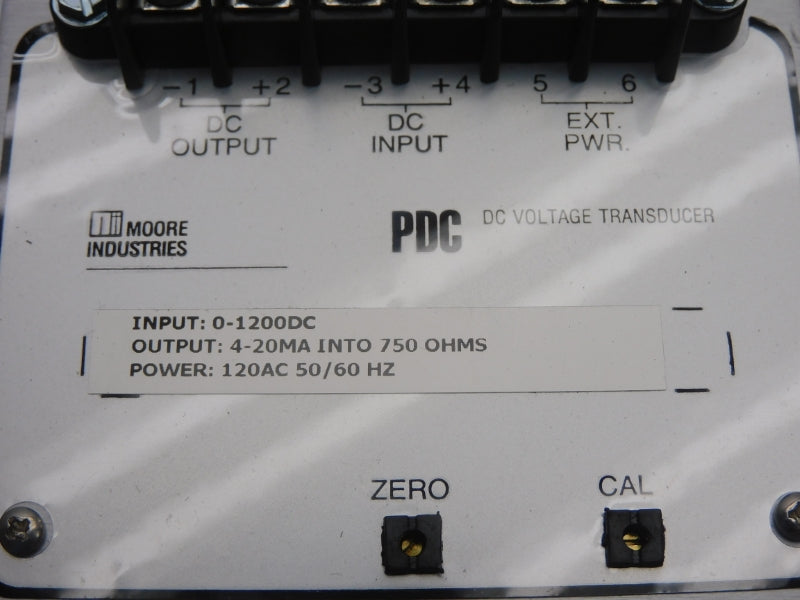 -1 +2 -3 +4 5 6
DC OUTPUT
DC INPUT
EXT. PWR.
MOORE INDUSTRIES
PDC DC VOLTAGE TRANSDUCER
INPUT: 0-1200DC
OUTPUT: 4-20MA INTO 750 OHMS
POWER: 120AC 50/60 HZ
ZERO CAL